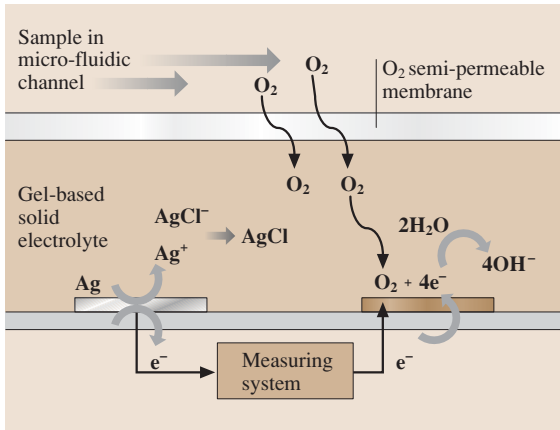 Sample in
micro-fluidic
channel
O₂
O₂
O₂ semi-permeable
membrane
O₂
O₂
Gel-based
solid
electrolyte
AgCl⁻
AgCl
Ag⁺
Ag
2H₂O
4OH⁻
O₂ + 4e⁻
e⁻
Measuring
system
e⁻